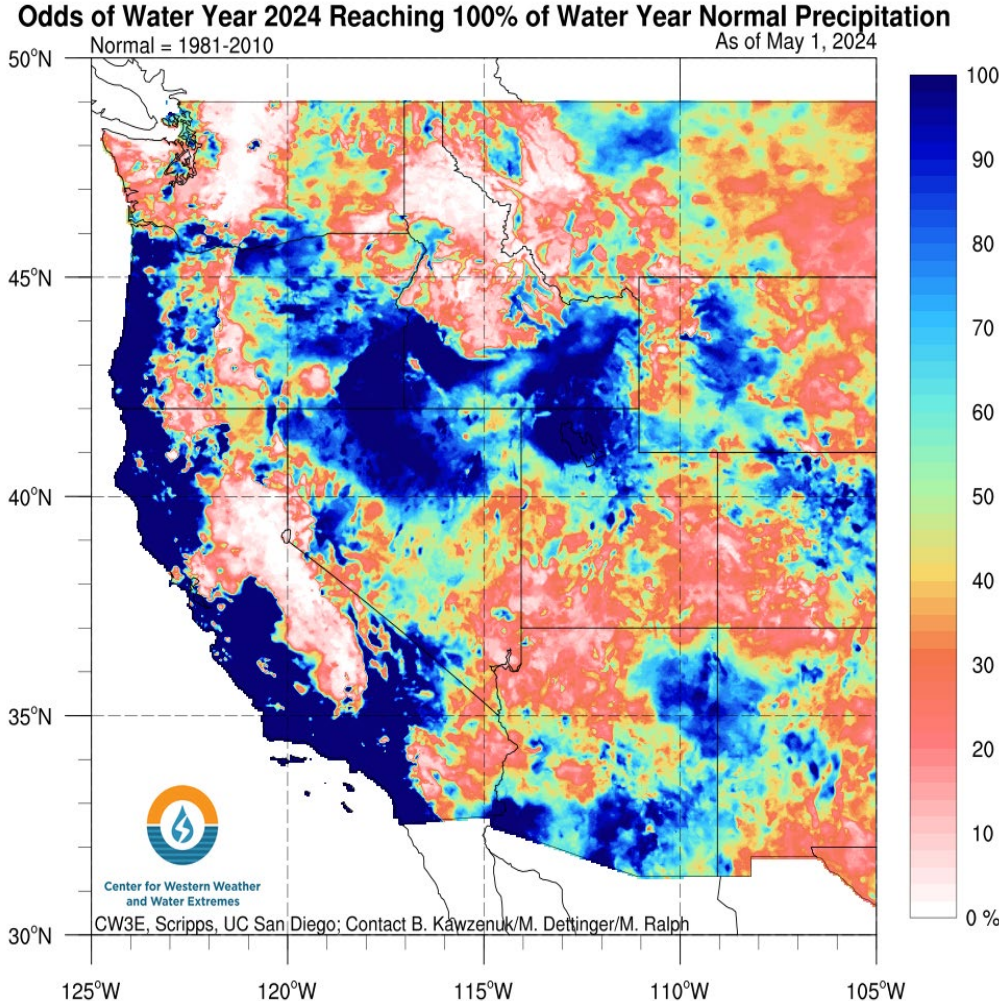 Odds of Water Year 2024 Reaching 100% of Water Year Normal Precipitation
Normal = 1981-2010
As of May 1, 2024
50°N
45°N
40°N
35°N
30°N
125°W
120°W
115°W
110°W
105°W
100
90
80
70
60
50
40
30
20
10
0 %
Center for Western Weather
and Water Extremes
CW3E, Scripps, UC San Diego; Contact B. Kawzenuk/M. Dettinger/M. Ralph